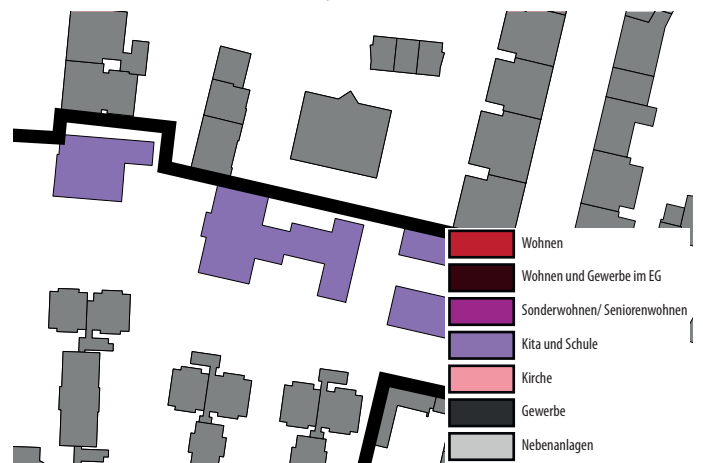 Wohnen
Wohnen und Gewerbe im EG
Sonderwohnen/ Seniorenwohnen
Kita und Schule
Kirche
Gewerbe
Nebenanlagen